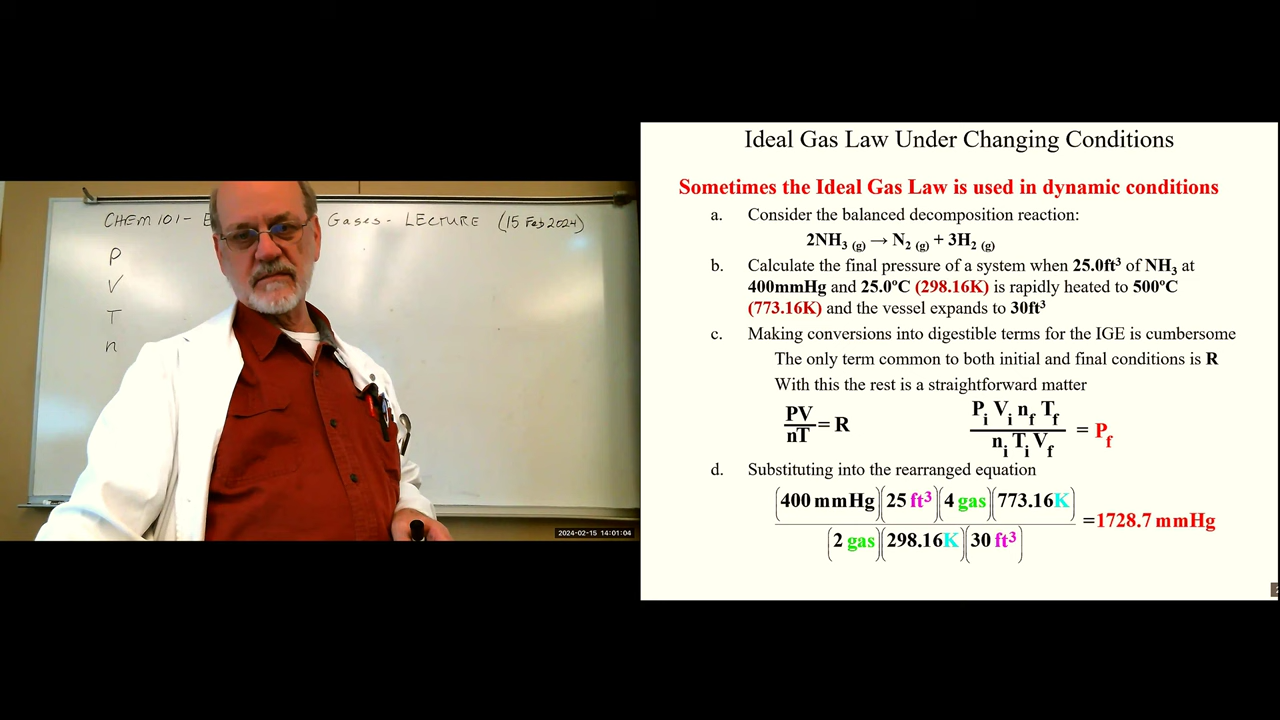 CHEM 101- E Gases- LECTURE (15 Feb 2024)
P
V
T
n
2024-02-15 14:01:04
Ideal Gas Law Under Changing Conditions
Sometimes the Ideal Gas Law is used in dynamic conditions
a. Consider the balanced decomposition reaction:
2NH₃ (g) → N₂ (g) + 3H₂ (g)
b. Calculate the final pressure of a system when 25.0ft³ of NH₃ at
400mmHg and 25.0ºC (298.16K) is rapidly heated to 500ºC
(773.16K) and the vessel expands to 30ft³
c. Making conversions into digestible terms for the IGE is cumbersome
The only term common to both initial and final conditions is R
With this the rest is a straightforward matter
PV/nT = R
Pᵢ Vᵢ n_f T_f / nᵢ Tᵢ V_f = P_f
d. Substituting into the rearranged equation
(400 mmHg)(25 ft³)(4 gas)(773.16K)
=1728.7 mmHg
(2 gas)(298.16K)(30 ft³)